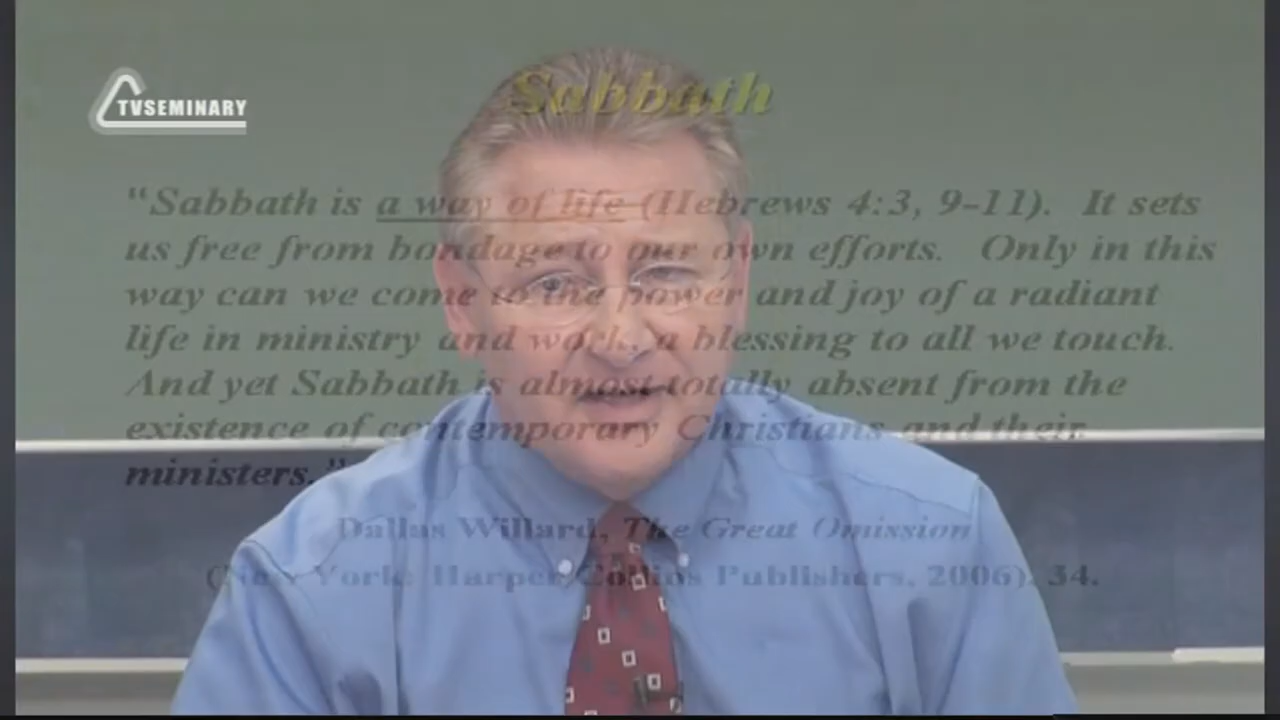 TVSEMINARY
Sabbath
"Sabbath is a way of life (Hebrews 4:3, 9-11). It sets
us free from bondage to our own efforts. Only in this
way can we come to the power and joy of a radiant
life in ministry and work, a blessing to all we touch.
And yet Sabbath is almost totally absent from the
existence of contemporary Christians and their
ministers."
Dallas Willard, The Great Omission
(New York: Harper/Collins Publishers, 2006), 34.